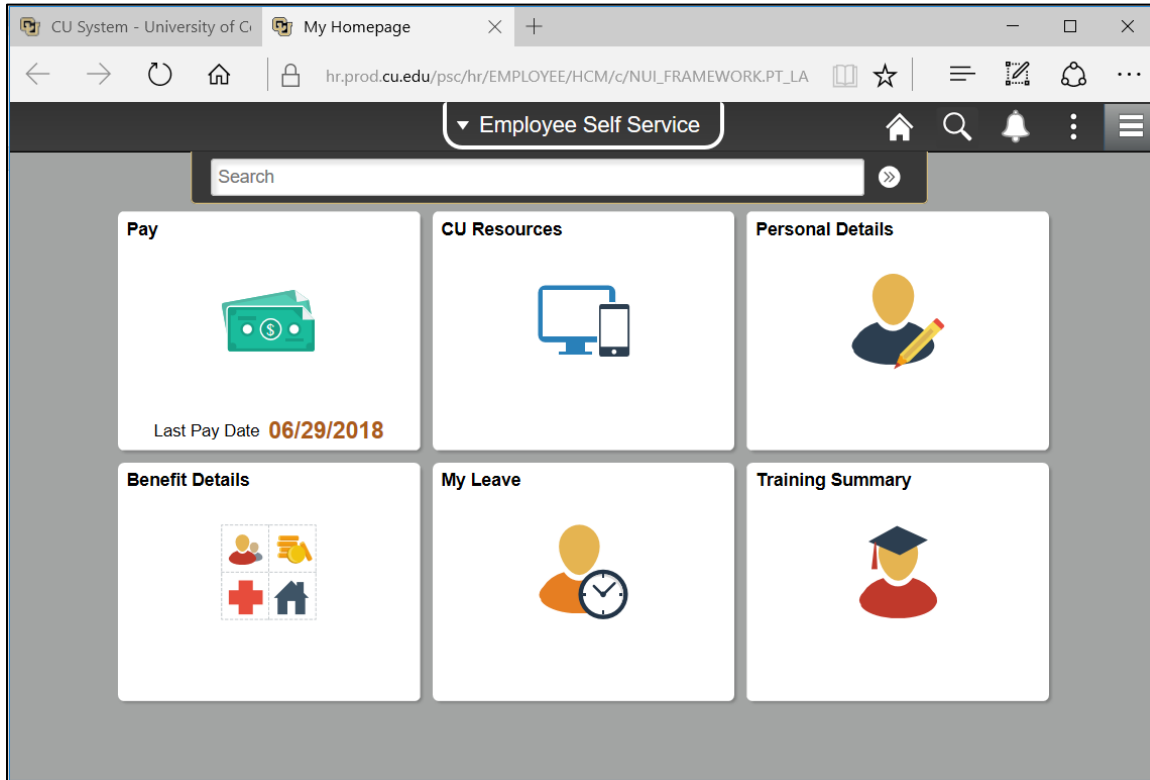 CU System - University of C
My Homepage
hr.prod.cu.edu/psc/hr/EMPLOYEE/HCM/c/NUI_FRAMEWORK.PT_LA
Employee Self Service
Search
Pay
CU Resources
Personal Details
$
Last Pay Date 06/29/2018
Benefit Details
My Leave
Training Summary